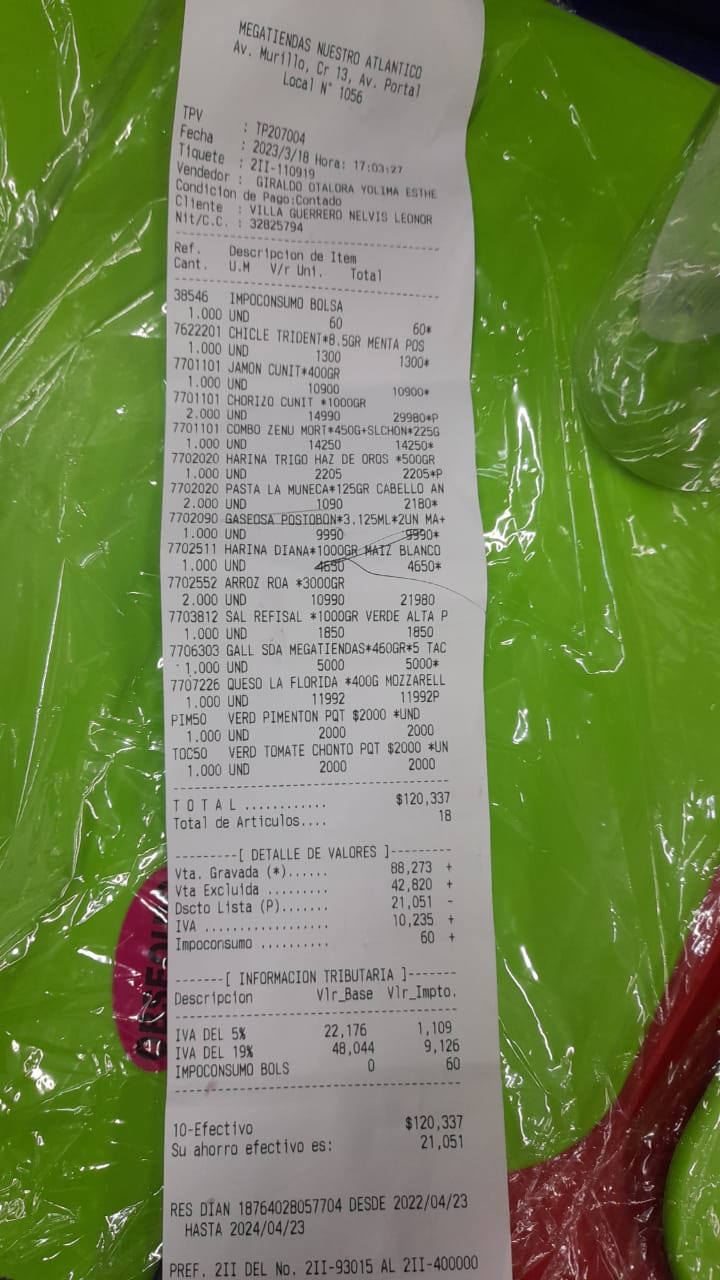 MEGATIENDAS NUESTRO ATLANTICO
Av. Murillo, Cr 13, Av. Portal
Local N° 1056
TPV : TP207004
Fecha : 2023/3/18 Hora: 17:03:27
Tiquete : 2II-110919
Vendedor : GIRALDO OTALORA YOLIMA ESTHE
Condicion de Pago:Contado
Cliente : VILLA GUERRERO NELVIS LEONOR
Nit/C.C. : 32825794
Ref. Descripcion de Item
Cant. U.M V/r Uni. Total
38546 IMPOCONSUMO BOLSA
1.000 UND 60 60*
7622201 CHICLE TRIDENT*8.5GR MENTA POS
1.000 UND 1300 1300*
7701101 JAMON CUNIT*400GR
1.000 UND 10900 10900*
7701101 CHORIZO CUNIT *1000GR
2.000 UND 14990 29980*P
7701101 COMBO ZENU MORT*450G+SLCHON*225G
1.000 UND 14250 14250*
7702020 HARINA TRIGO HAZ DE OROS *500GR
1.000 UND 2205 2205*P
7702020 PASTA LA MUNECA*125GR CABELLO AN
2.000 UND 1090 2180*
7702090 GASEOSA POSTOBON*3.125ML*2UN MA+
1.000 UND 9990 9990*
7702511 HARINA DIANA*1000GR MAIZ BLANCO
1.000 UND 4650 4650*
7702552 ARROZ ROA *3000GR
2.000 UND 10990 21980
7703812 SAL REFISAL *1000GR VERDE ALTA P
1.000 UND 1850 1850
7706303 GALL SDA MEGATIENDAS*460GR*5 TAC
1.000 UND 5000 5000*
7707226 QUESO LA FLORIDA *400G MOZZARELL
1.000 UND 11992 11992P
PIM50 VERD PIMENTON PQT $2000 *UND
1.000 UND 2000 2000
TOC50 VERD TOMATE CHONTO PQT $2000 *UN
1.000 UND 2000 2000
T O T A L ............ $120,337
Total de Articulos.... 18
---------[ DETALLE DE VALORES ]---------
Vta. Gravada (*)...... 88,273 +
Vta Excluida ......... 42,820 +
Dscto Lista (P)....... 21,051 -
IVA .................. 10,235 +
Impoconsumo .......... 60 +
-------[ INFORMACION TRIBUTARIA ]-------
Descripcion Vlr_Base Vlr_Impto.
IVA DEL 5% 22,176 1,109
IVA DEL 19% 48,044 9,126
IMPOCONSUMO BOLS 0 60
10-Efectivo $120,337
Su ahorro efectivo es: 21,051
RES DIAN 18764028057704 DESDE 2022/04/23
HASTA 2024/04/23
PREF. 2II DEL No. 2II-93015 AL 2II-400000